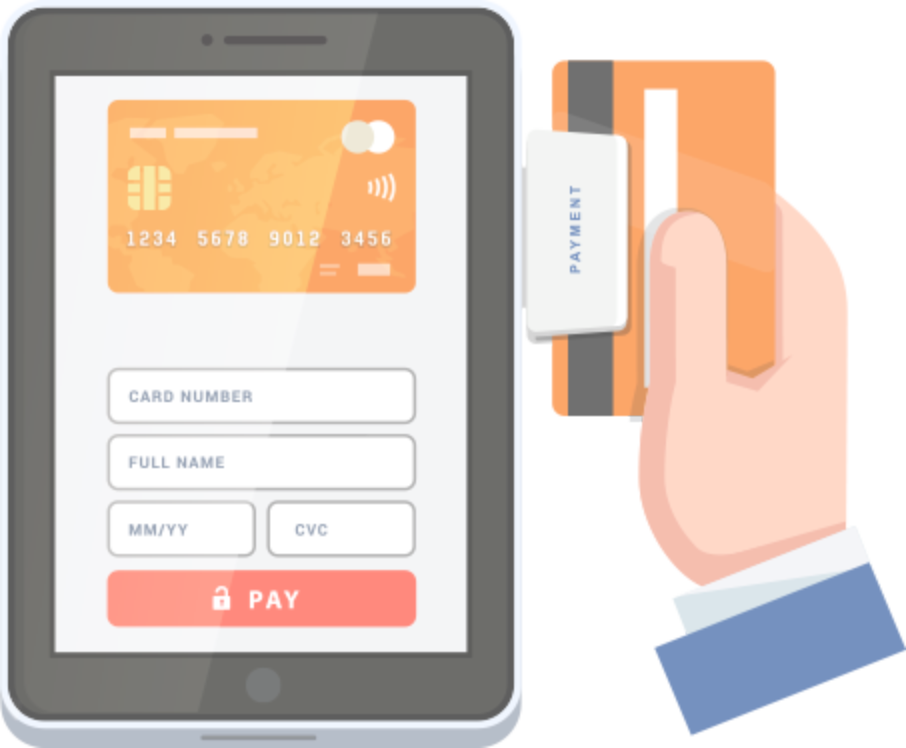 1234 5678 9012 3456
CARD NUMBER
FULL NAME
MM/YY CVC
PAY
PAYMENT